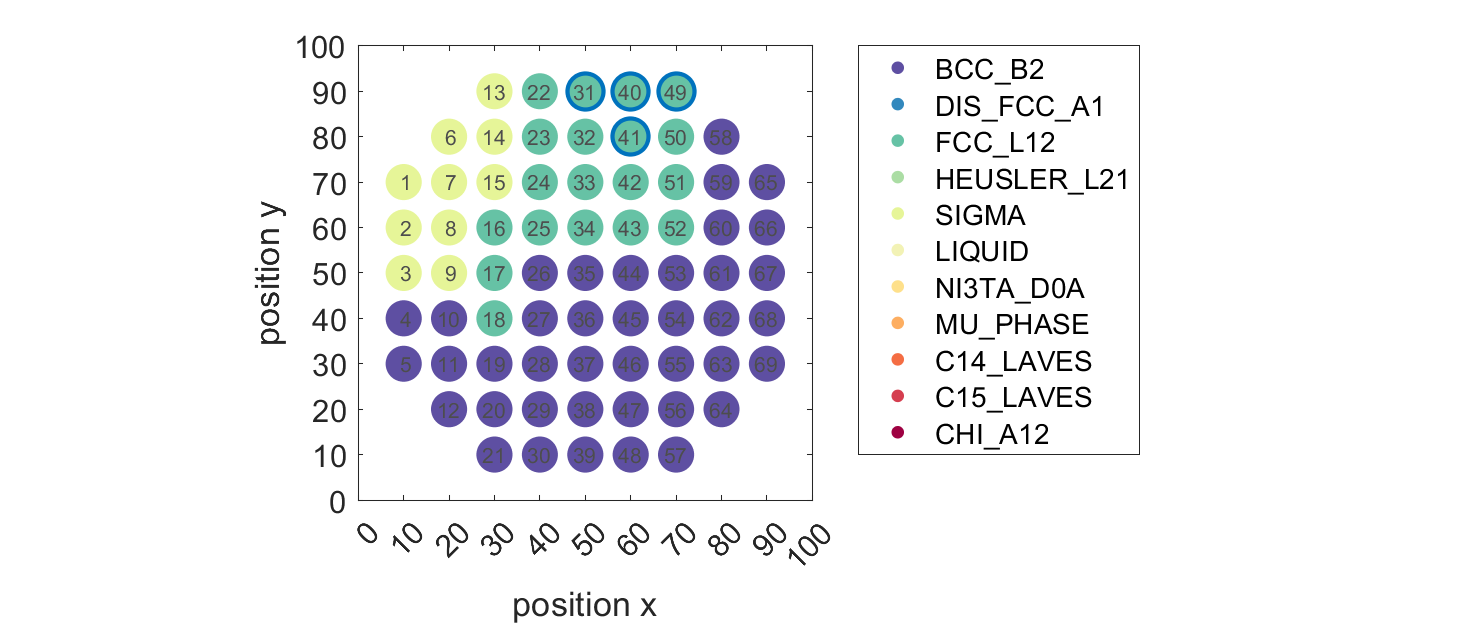 100
90
80
70
60
50
40
30
20
10
0
13 22 31 40 49
6 14 23 32 41 50 58
1 7 15 24 33 42 51 59 65
2 8 16 25 34 43 52 60 66
3 9 17 26 35 44 53 61 67
4 10 18 27 36 45 54 62 68
5 11 19 28 37 46 55 63 69
12 20 29 38 47 56 64
21 30 39 48 57
0 10 20 30 40 50 60 70 80 90 100
position x
position y
BCC_B2
DIS_FCC_A1
FCC_L12
HEUSLER_L21
SIGMA
LIQUID
NI3TA_D0A
MU_PHASE
C14_LAVES
C15_LAVES
CHI_A12